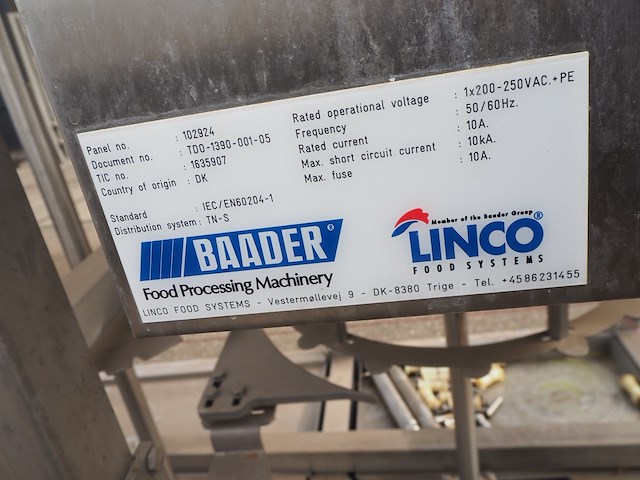 Panel no. : 102924
Document no. : TDO-1390-001-05
TIC no. : 1635907
Country of origin : DK
Standard : IEC/EN60204-1
Distribution system : TN-S
Rated operational voltage : 1x200-250VAC.+PE
Frequency : 50/60Hz.
Rated current : 10A.
Max. short circuit current : 10kA.
Max. fuse : 10A.
BAADER®
Food Processing Machinery
Member of the Baader Group
LINCO®
FOOD SYSTEMS
LINCO FOOD SYSTEMS - Vestermøllevej 9 - DK-8380 Trige - Tel. +4586231455